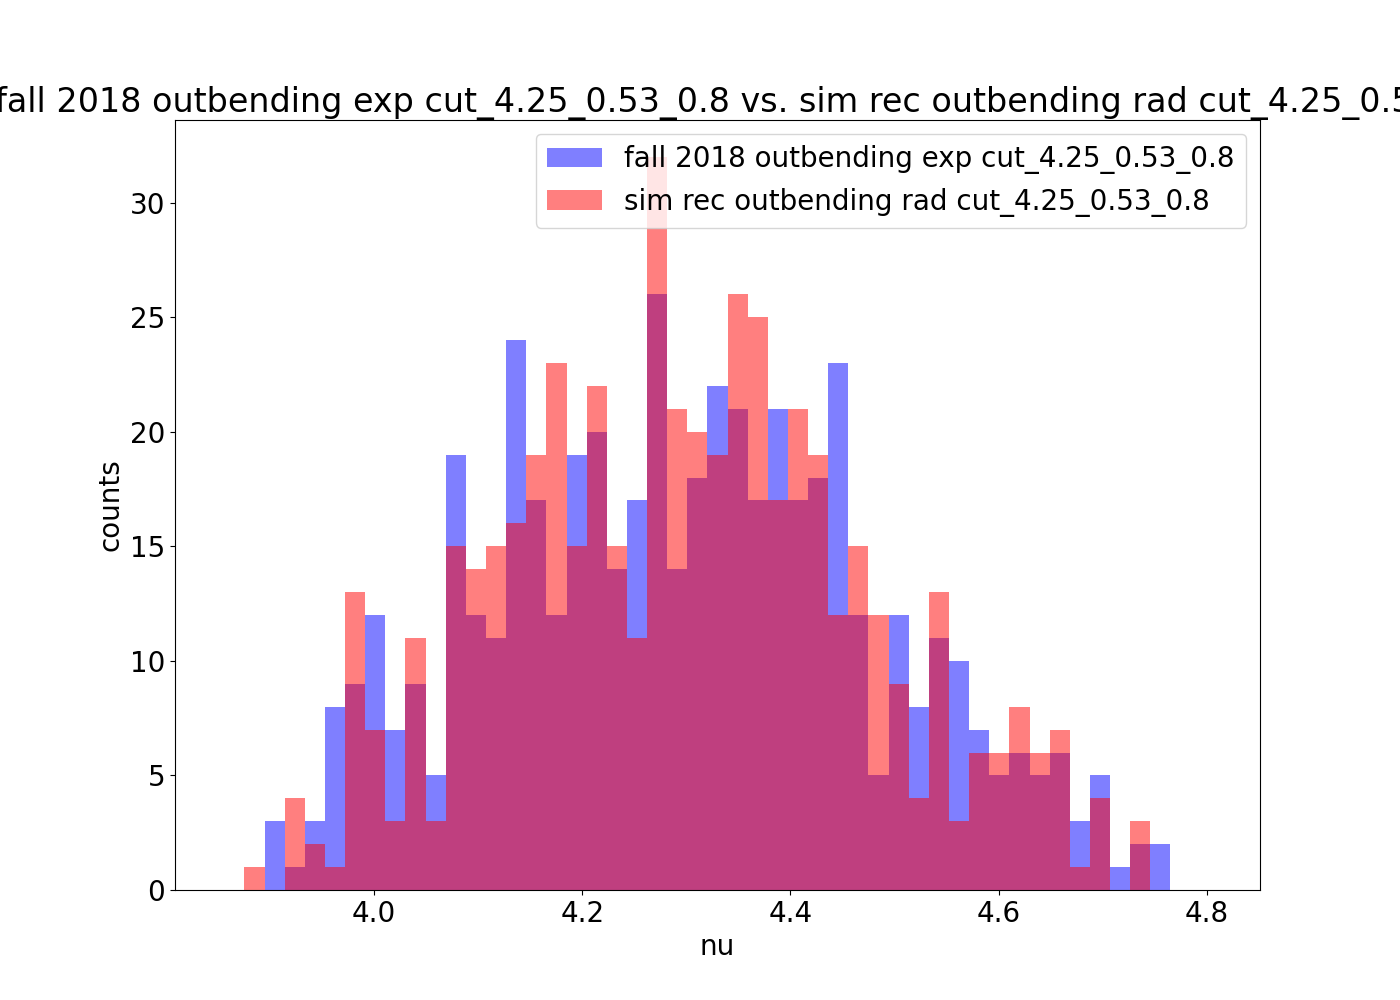 fall 2018 outbending exp cut_4.25_0.53_0.8 vs. sim rec outbending rad cut_4.25_0.5
fall 2018 outbending exp cut_4.25_0.53_0.8
sim rec outbending rad cut_4.25_0.53_0.8
30
25
20
15
10
5
0
counts
4.0 4.2 4.4 4.6 4.8
nu